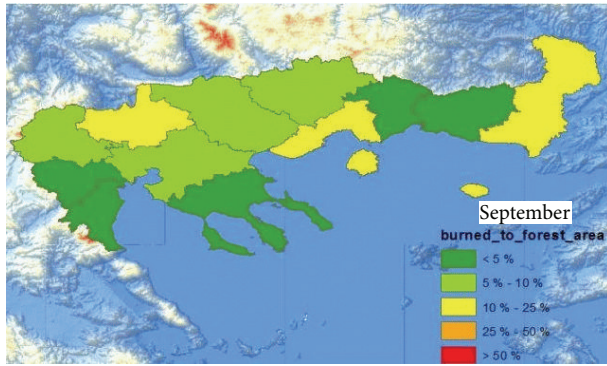 September
burned_to_forest_area
< 5 %
5 % - 10 %
10 % - 25 %
25 % - 50 %
> 50 %